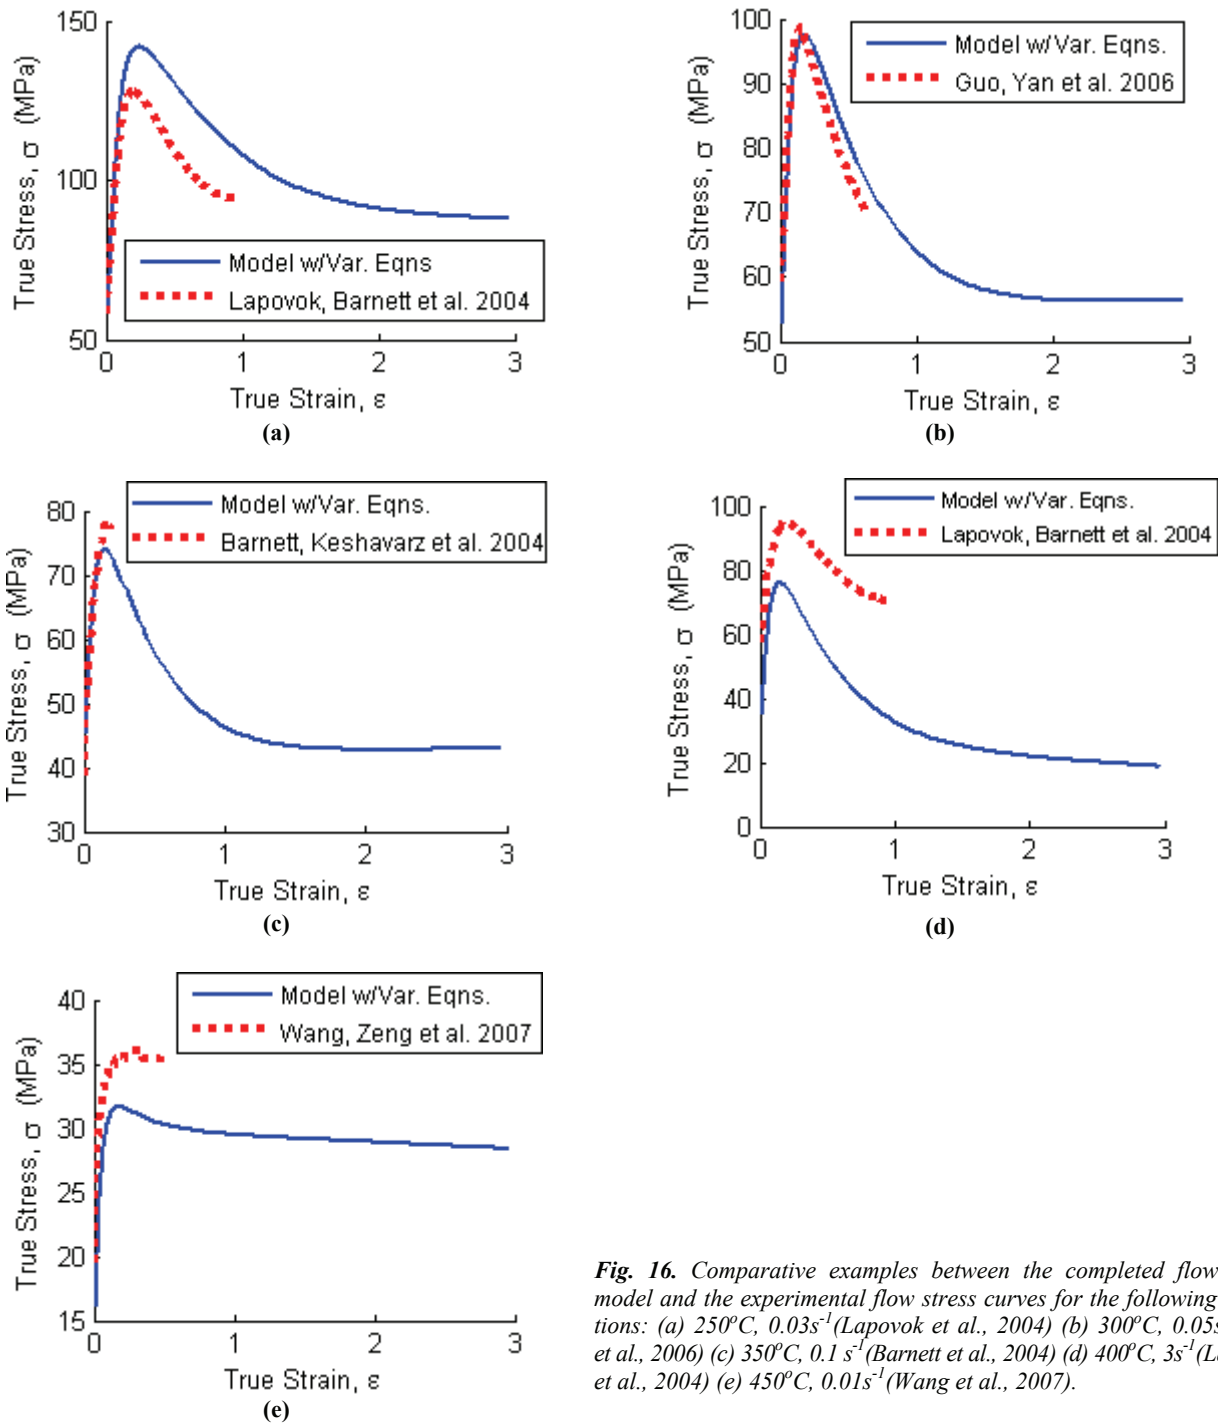 150
100
50
0
1
2
3
True Stress, σ (MPa)
True Strain, ε
Model w/Var. Eqns
Lapovok, Barnett et al. 2004
(a)
100
90
80
70
60
50
0
1
2
3
True Stress, σ (MPa)
True Strain, ε
Model w/Var. Eqns.
Guo, Yan et al. 2006
(b)
80
70
60
50
40
30
0
1
2
3
True Stress, σ (MPa)
True Strain, ε
Model w/Var. Eqns.
Barnett, Keshavarz et al. 2004
(c)
100
80
60
40
20
0
0
1
2
3
True Stress, σ (MPa)
True Strain, ε
Model w/Var. Eqns.
Lapovok, Barnett et al. 2004
(d)
40
35
30
25
20
15
0
1
2
3
True Stress, σ (MPa)
True Strain, ε
Model w/Var. Eqns.
Wang, Zeng et al. 2007
(e)
Fig. 16. Comparative examples between the completed flow
model and the experimental flow stress curves for the following
tions: (a) 250°C, 0.03s⁻¹(Lapovok et al., 2004) (b) 300°C, 0.05s
et al., 2006) (c) 350°C, 0.1 s⁻¹(Barnett et al., 2004) (d) 400°C, 3s⁻¹(L
et al., 2004) (e) 450°C, 0.01s⁻¹(Wang et al., 2007).